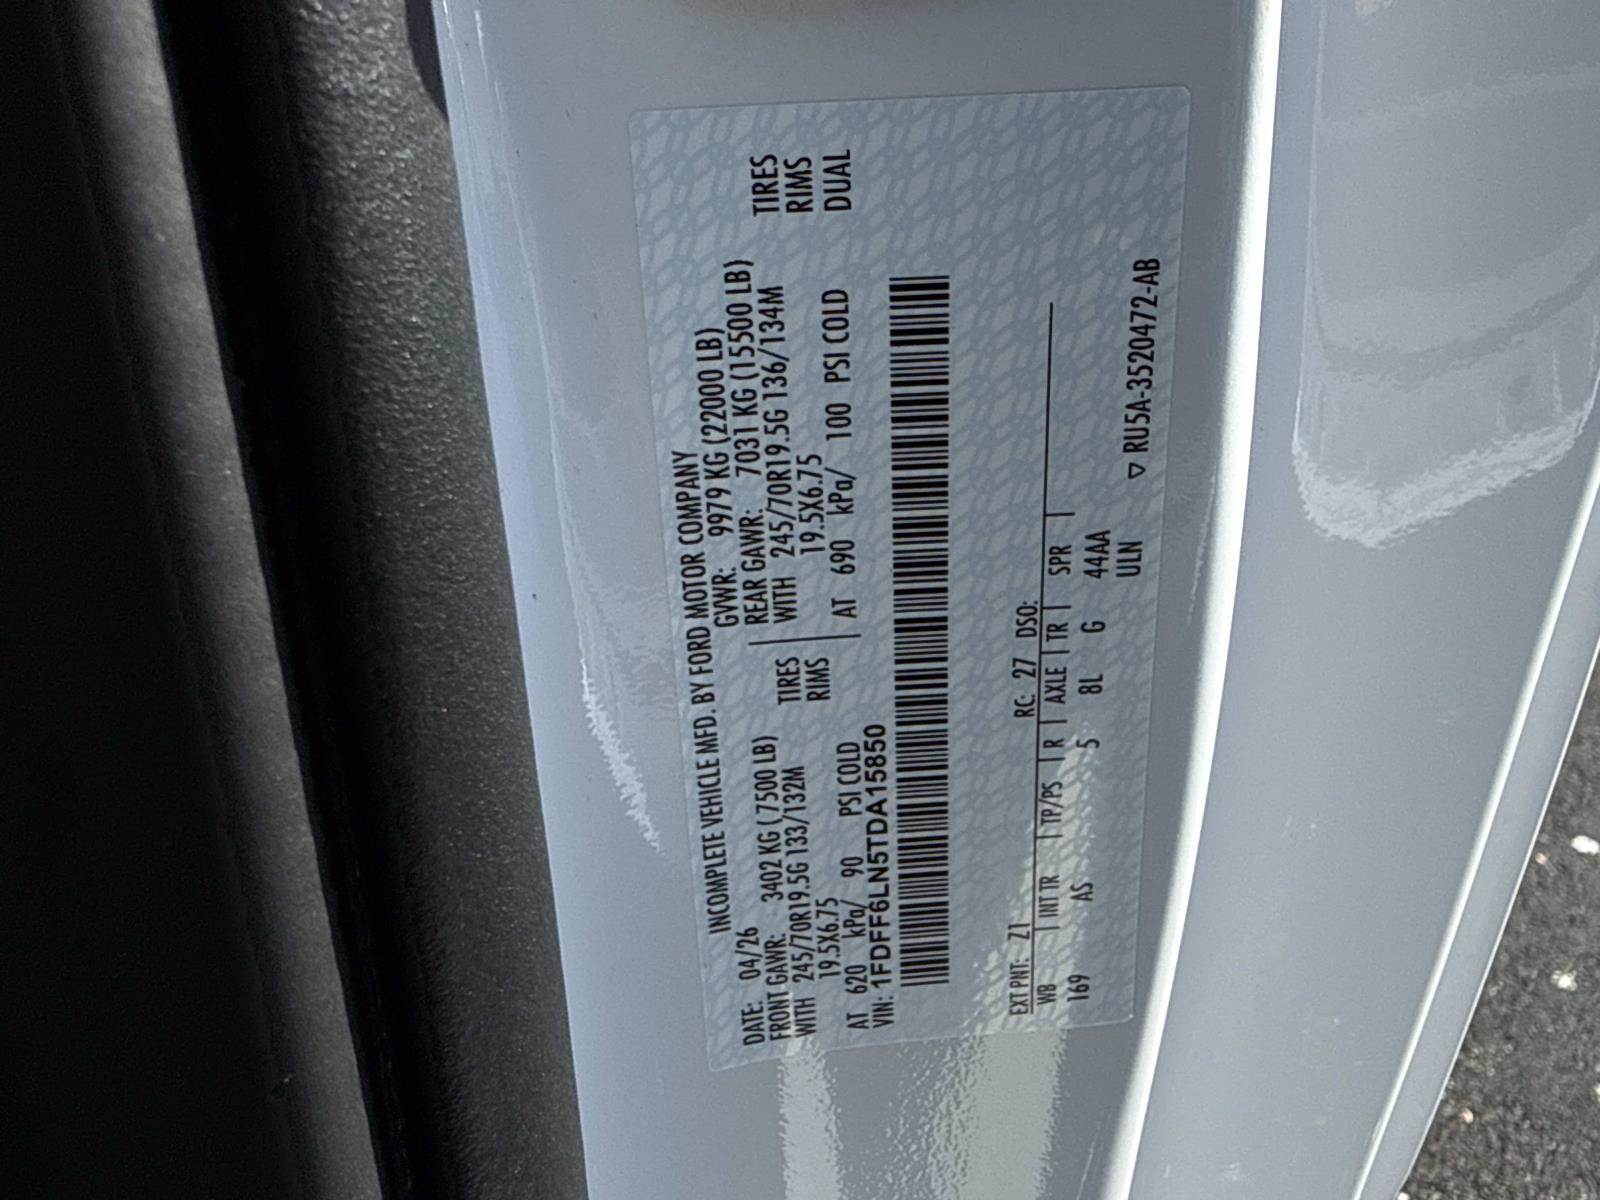 INCOMPLETE VEHICLE MFD. BY FORD MOTOR COMPANY
DATE: 04/26 GVWR: 9979 KG (22000 LB)
FRONT GAWR: 3402 KG (7500 LB) REAR GAWR: 7031 KG (15500 LB)
WITH 245/70R19.5G 133/132M TIRES WITH 245/70R19.5G 136/134M TIRES
19.5X6.75 RIMS 19.5X6.75 RIMS
AT 620 kPa/ 90 PSI COLD AT 690 kPa/ 100 PSI COLD DUAL
VIN: 1FDFF6LN5TDA15850
EXT PNT: Z1 RC: 27 DSO:
WB INT TR TP/PS R AXLE TR SPR
169 AS 5 8L G 44AA
ULN
▽ RU5A-3520472-AB